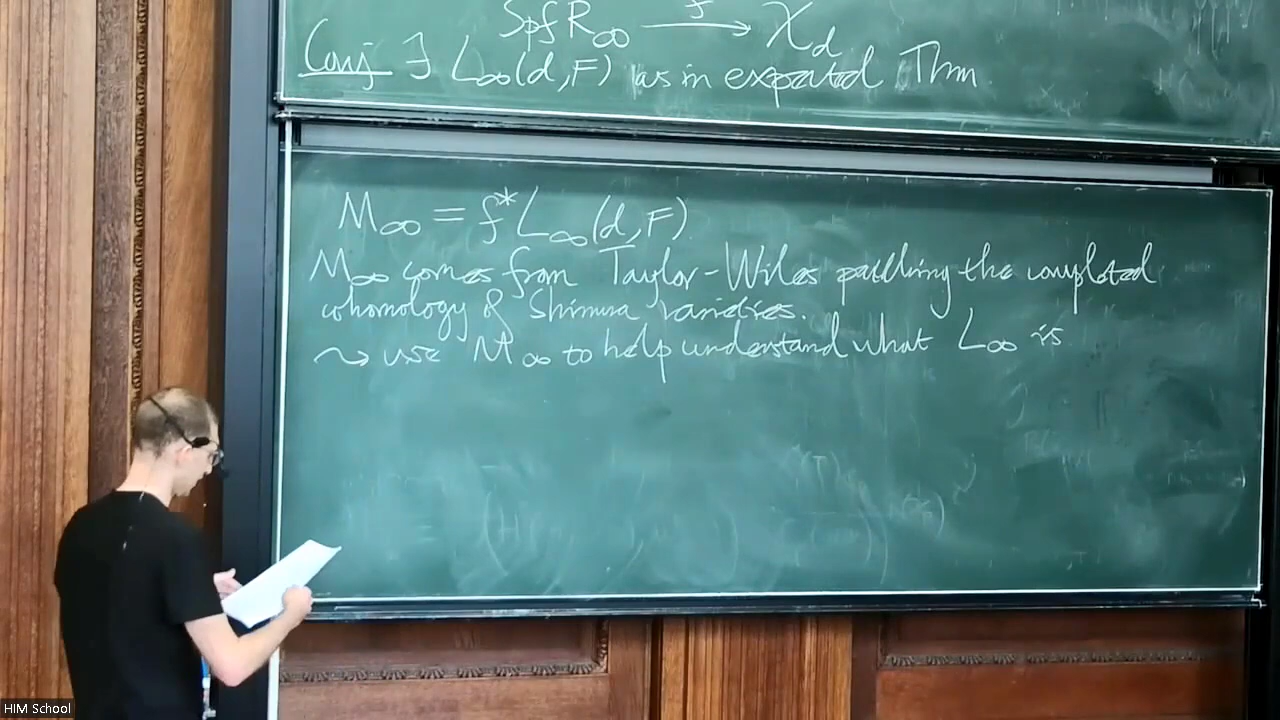 Spf R∞ —f→ X_d
Conj ∃ L∞(d,F) as in expected Thm
M∞ = f*L∞(d,F)
M∞ comes from Taylor-Wiles patching the completed
cohomology of Shimura varieties.
⇝ use M∞ to help understand what L∞ is
HIM School